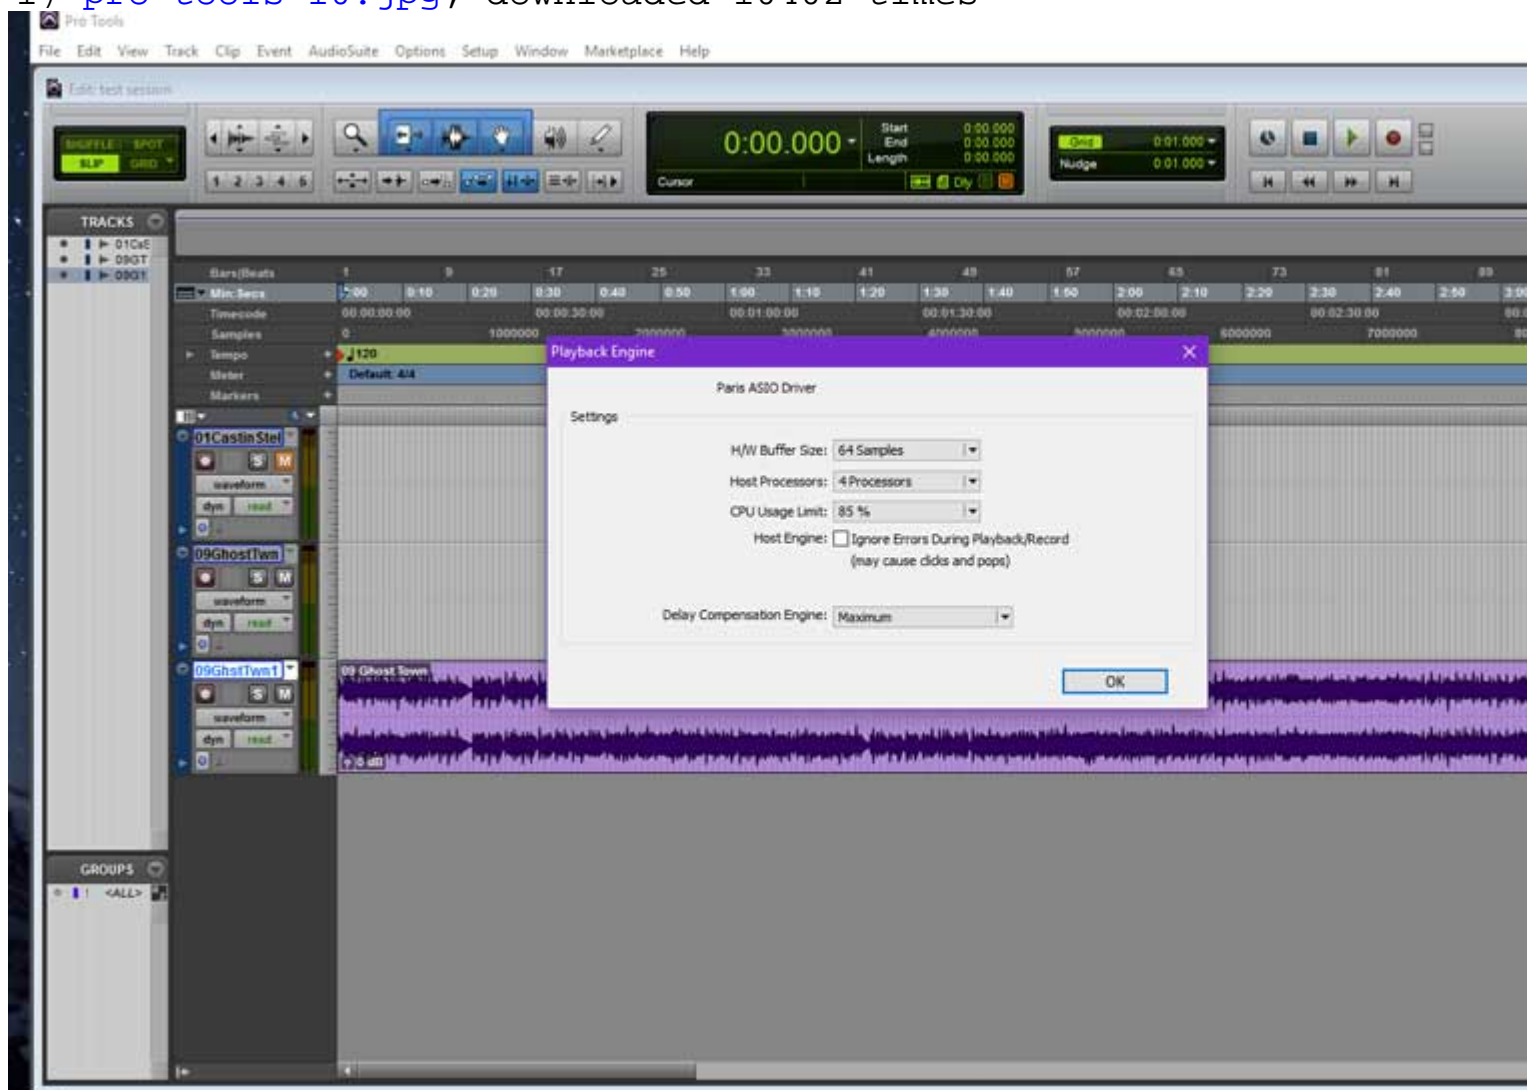 Pro Tools
File Edit View Track Clip Event AudioSuite Options Setup Window Marketplace Help
Edit: test session
SHUFFLE SPOT
SLIP GRID
1 2 3 4 5
0:00.000
Start 0:00.000
End 0:00.000
Length 0:00.000
Cursor
Dly
Grid 0:01.000
Nudge 0:01.000
TRACKS
09GT
Bars|Beats 1 9 17 25 33 41 49 57 65 73 81 89
Min:Secs 0:10 0:20 0:30 0:40 0:50 1:00 1:10 1:20 1:30 1:40 1:50 2:00 2:10 2:20 2:30 2:40 2:50 3:00
Timecode 00:00:00:00 00:00:30:00 00:01:00:00 00:01:30:00 00:02:00:00 00:02:30:00
Samples 0 1000000 2000000 3000000 4000000 5000000 6000000 7000000
Tempo 120
Meter Default: 4/4
Markers
Playback Engine
Paris ASIO Driver
Settings
H/W Buffer Size: 64 Samples
Host Processors: 4 Processors
CPU Usage Limit: 85 %
Host Engine: Ignore Errors During Playback/Record
(may cause clicks and pops)
Delay Compensation Engine: Maximum
OK
01CastinStel
S M
waveform
dyn read
09GhostTwn
S M
waveform
dyn read
09GhstTwn1
S M
waveform
dyn read
09 Ghost Town
0 dB
GROUPS
! <ALL>